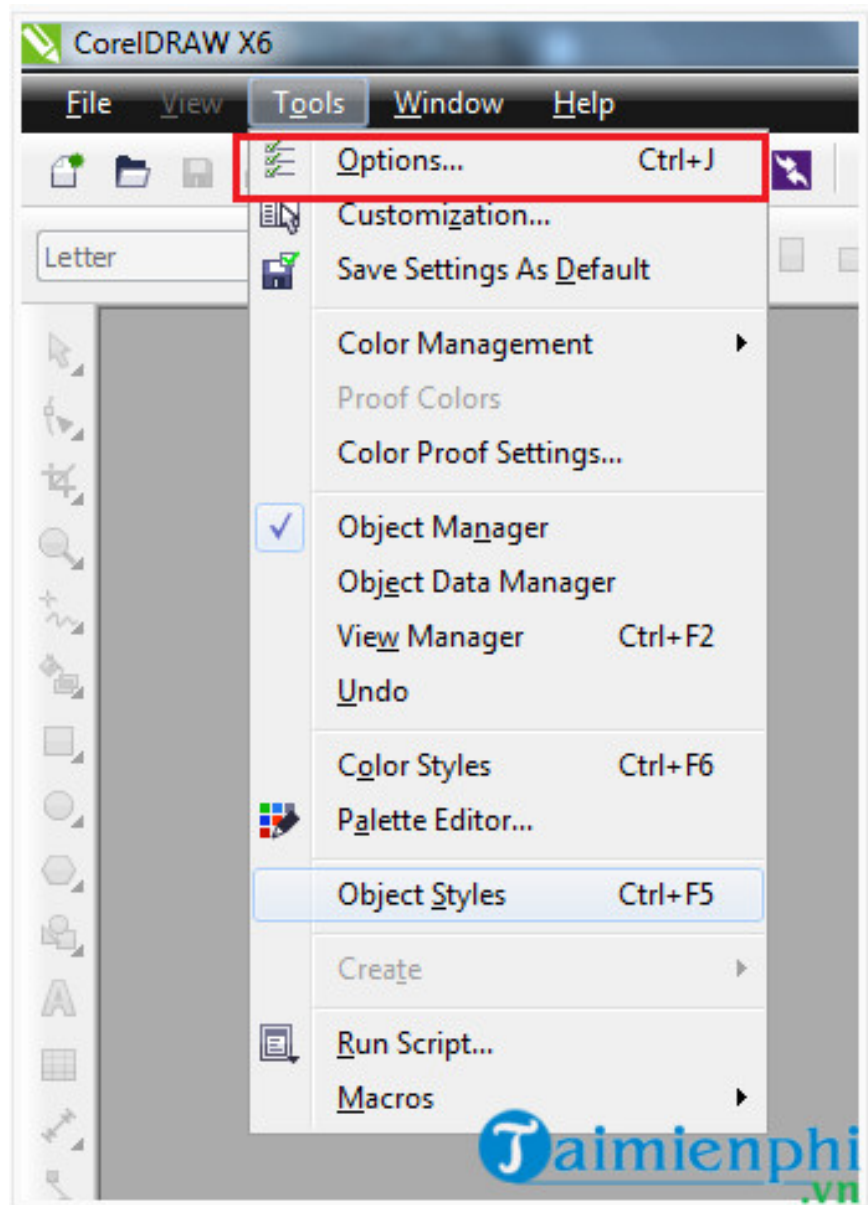 CorelDRAW X6
File View Tools Window Help
Options... Ctrl+J
Customization...
Letter
Save Settings As Default
Color Management
Proof Colors
Color Proof Settings...
Object Manager
Object Data Manager
View Manager Ctrl+F2
Undo
Color Styles Ctrl+F6
Palette Editor...
Object Styles Ctrl+F5
Create
Run Script...
Macros
Taimienphi
.vn